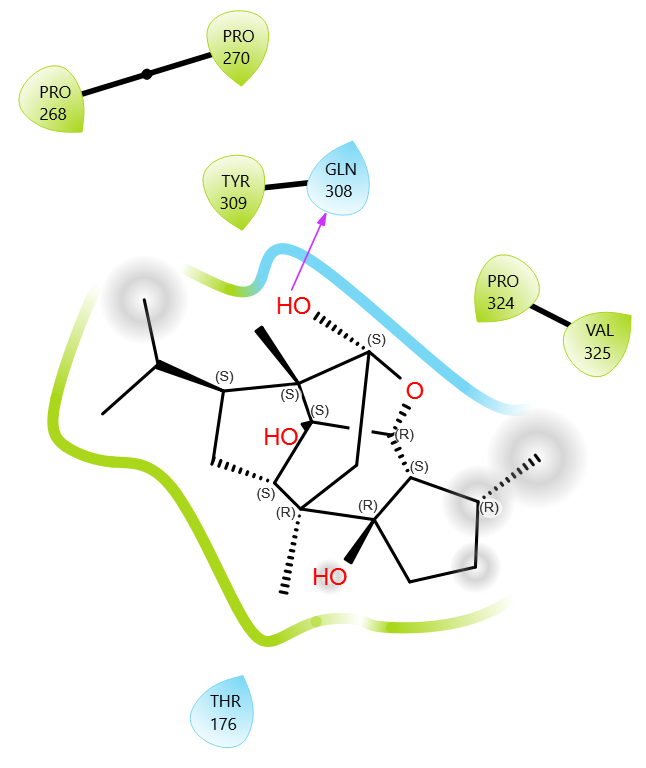 PRO
270
PRO
268
GLN
308
TYR
309
PRO
324
HO
VAL
325
(S)
(S)
(S)
O
(S)
HO
(R)
(S)
(S)
(R)
(R)
(R)
HO
THR
176